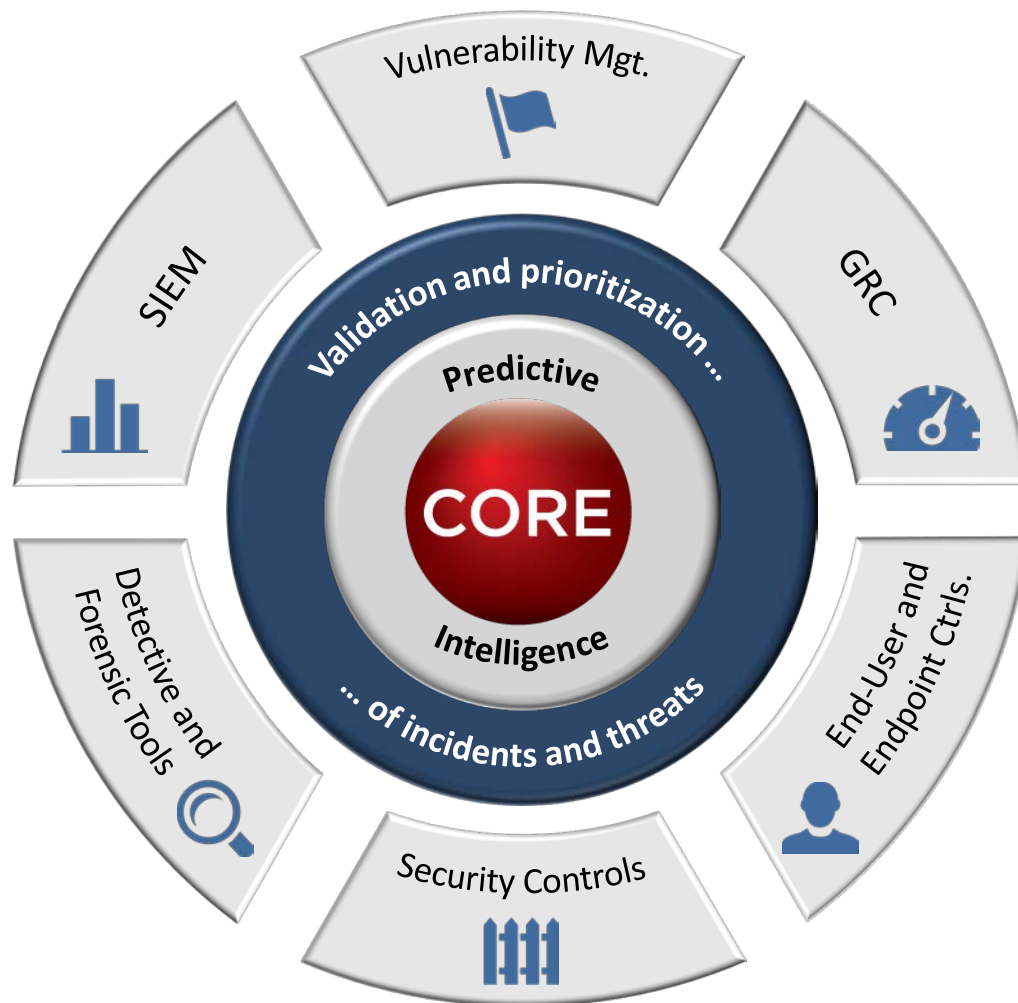 Vulnerability Mgt.
SIEM
GRC
Validation and prioritization ...
Predictive
CORE
Intelligence
... of incidents and threats
Detective and
Forensic Tools
End-User and
Endpoint Ctrls.
Security Controls